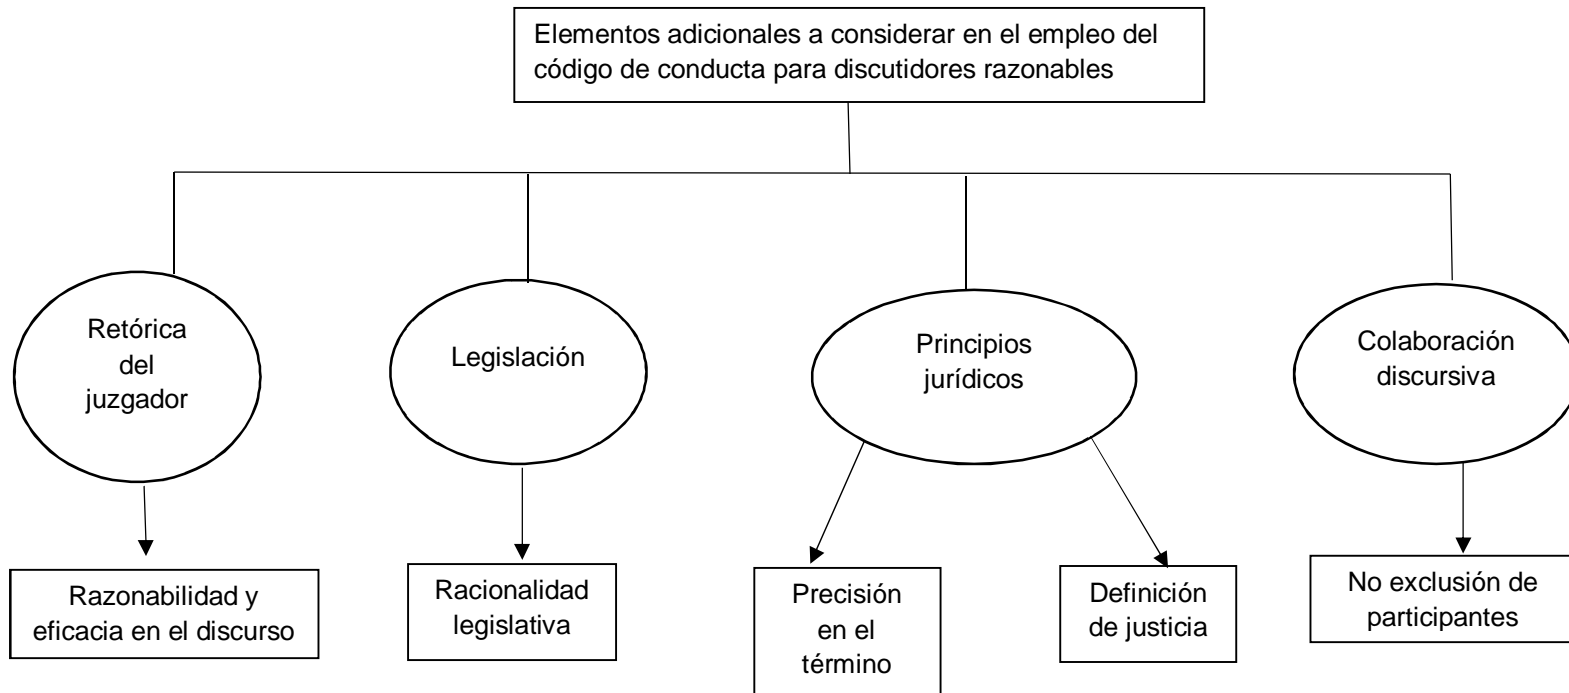 Elementos adicionales a considerar en el empleo del
código de conducta para discutidores razonables
Retórica
del
juzgador
Legislación
Principios
jurídicos
Colaboración
discursiva
Razonabilidad y
eficacia en el discurso
Racionalidad
legislativa
Precisión
en el
término
Definición
de justicia
No exclusión de
participantes